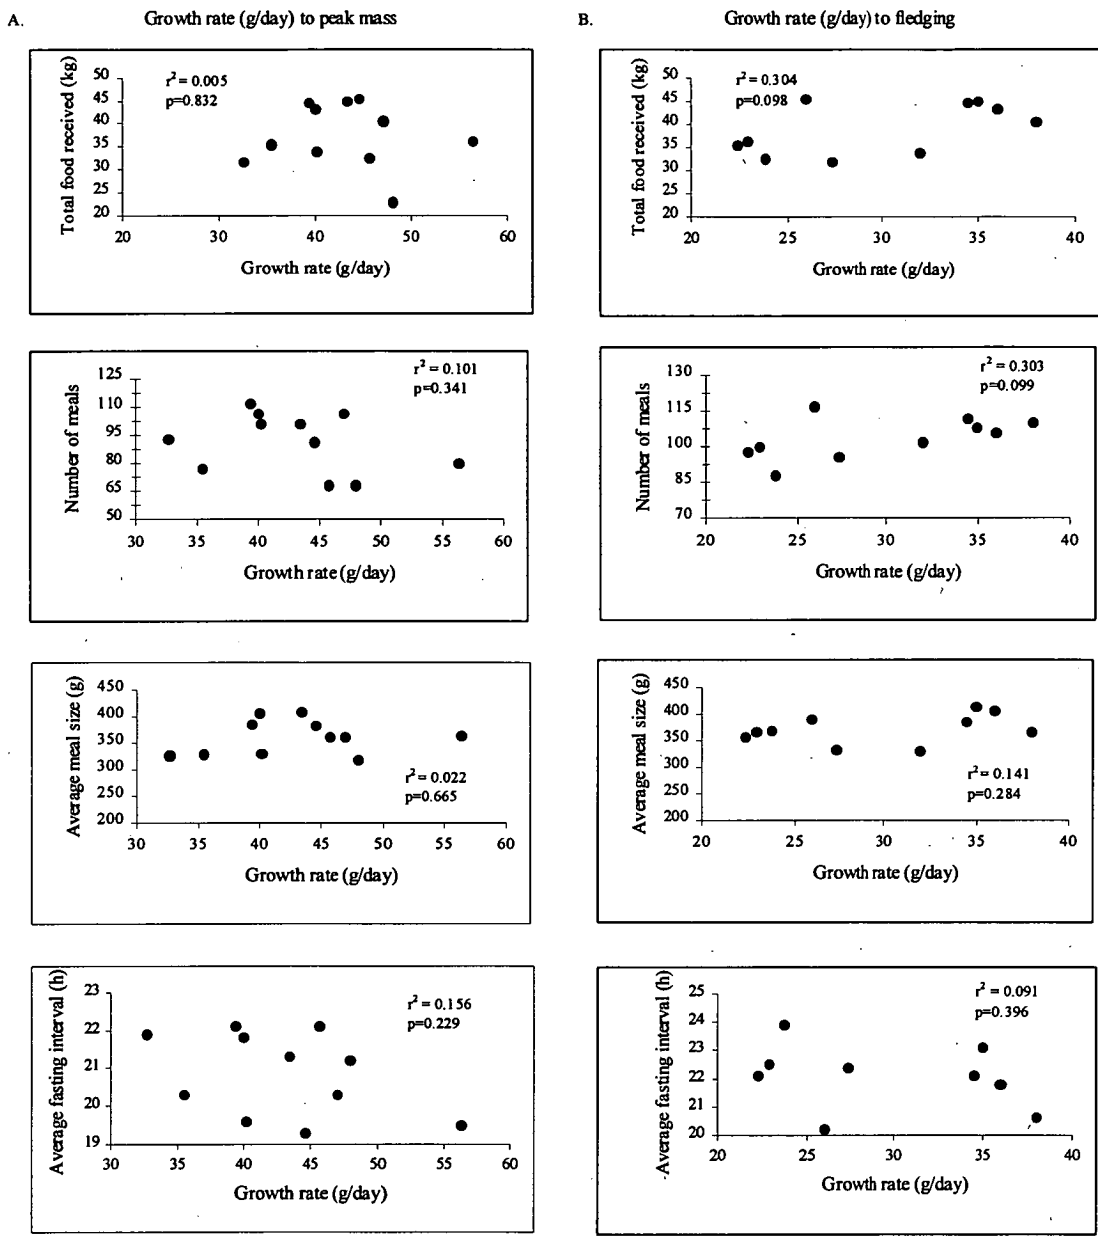 A.
Growth rate (g/day) to peak mass
Total food received (kg)
50
45
40
35
30
25
20
r² = 0.005
p=0.832
20
30
40
50
60
Growth rate (g/day)
Number of meals
125
110
95
80
65
50
r² = 0.101
p=0.341
30
35
40
45
50
55
60
Growth rate (g/day)
Average meal size (g)
450
400
350
300
250
200
r² = 0.022
p=0.665
30
35
40
45
50
55
60
Growth rate (g/day)
Average fasting interval (h)
23
22
21
20
19
r² = 0.156
p=0.229
30
35
40
45
50
55
60
Growth rate (g/day)
B.
Growth rate (g/day) to fledging
Total food received (kg)
50
45
40
35
30
25
20
r² = 0.304
p=0.098
20
25
30
35
40
Growth rate (g/day)
Number of meals
130
115
100
85
70
r² = 0.303
p=0.099
20
25
30
35
40
Growth rate (g/day)
Average meal size (g)
450
400
350
300
250
200
r² = 0.141
p=0.284
20
25
30
35
40
Growth rate (g/day)
Average fasting interval (h)
25
24
23
22
21
20
r² = 0.091
p=0.396
20
25
30
35
40
Growth rate (g/day)